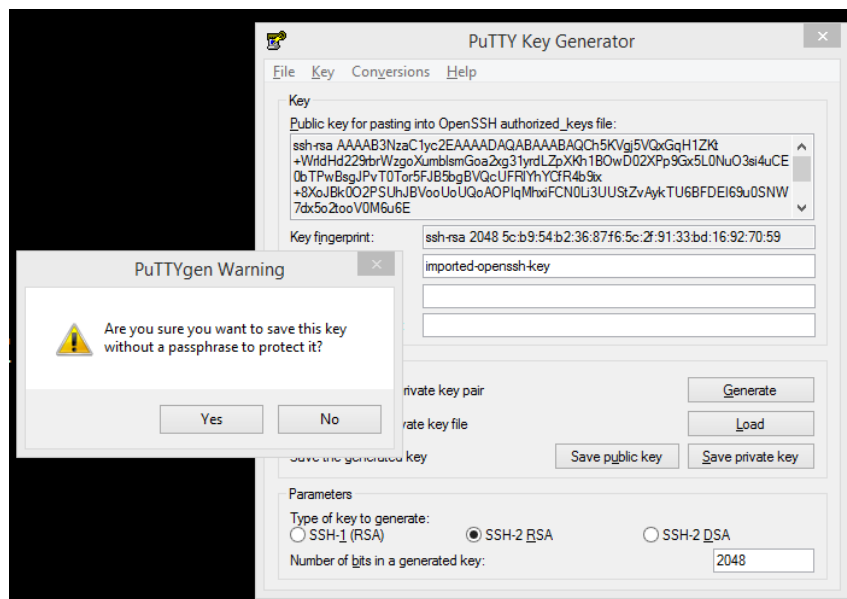 PuTTY Key Generator
File Key Conversions Help
Key
Public key for pasting into OpenSSH authorized_keys file:
ssh-rsa AAAAB3NzaC1yc2EAAAADAQABAAABAQCh5KVgj5VQxGqH1ZKt
+WrldHd229rbrWzgoXumblsmGoa2xg31yrdLZpXKh1BOwD02XPp9Gx5L0NuO3si4uCE
0bTPwBsgJPvT0Tor5FJB5bgBVQcUFRIYhYCfR4b9ix
+8XoJBk0O2PSUhJBVooUoUQoAOPIqMhxiFCN0Li3UUStZvAykTU6BFDEI69u0SNW
7dx5o2tooV0M6u6E
Key fingerprint:
ssh-rsa 2048 5c:b9:54:b2:36:87:f6:5c:2f:91:33:bd:16:92:70:59
imported-openssh-key
PuTTYgen Warning
Are you sure you want to save this key
without a passphrase to protect it?
Yes No
key pair
Generate
key file
Load
key
Save public key
Save private key
Parameters
Type of key to generate:
SSH-1 (RSA) SSH-2 RSA SSH-2 DSA
Number of bits in a generated key:
2048